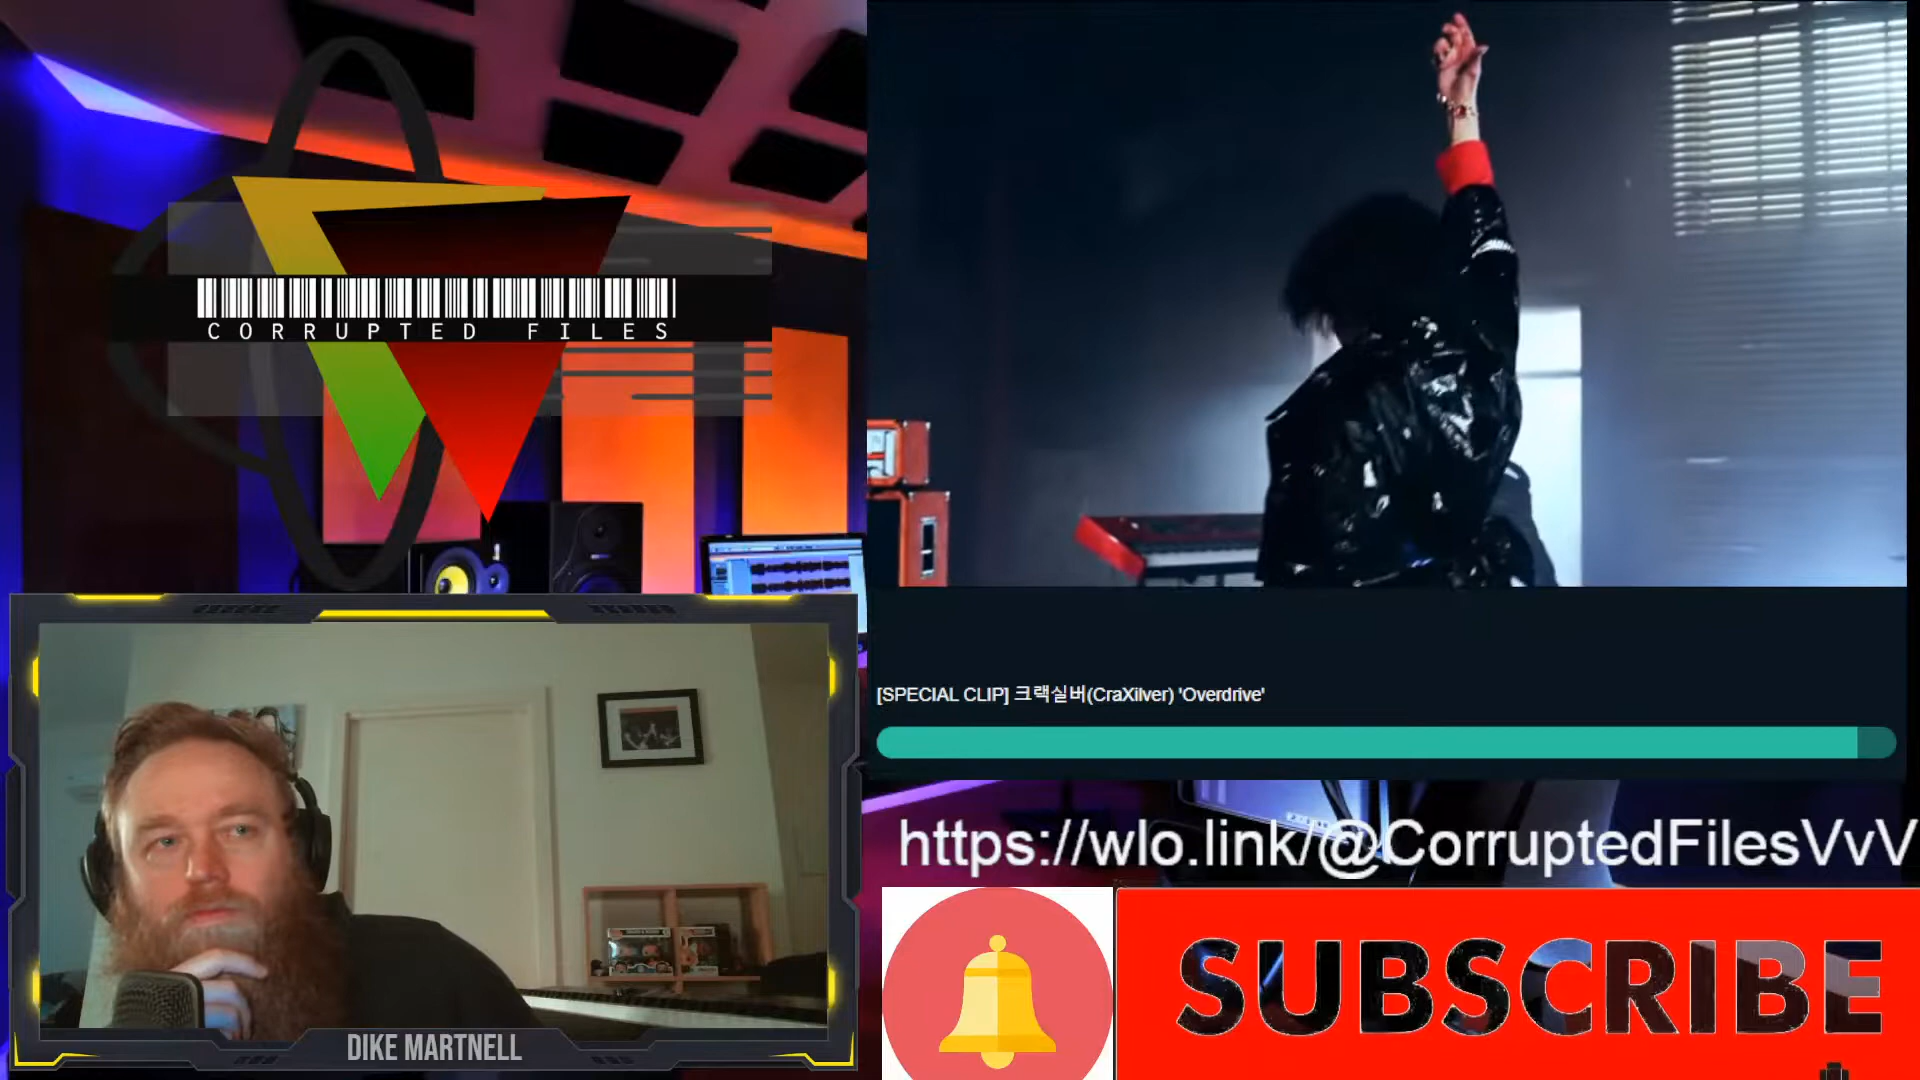 CORRUPTED FILES
[SPECIAL CLIP] 크랙실버(CraXilver) 'Overdrive'
https://wlo.link/@CorruptedFilesVvV
SUBSCRIBE
DIKE MARTNELL